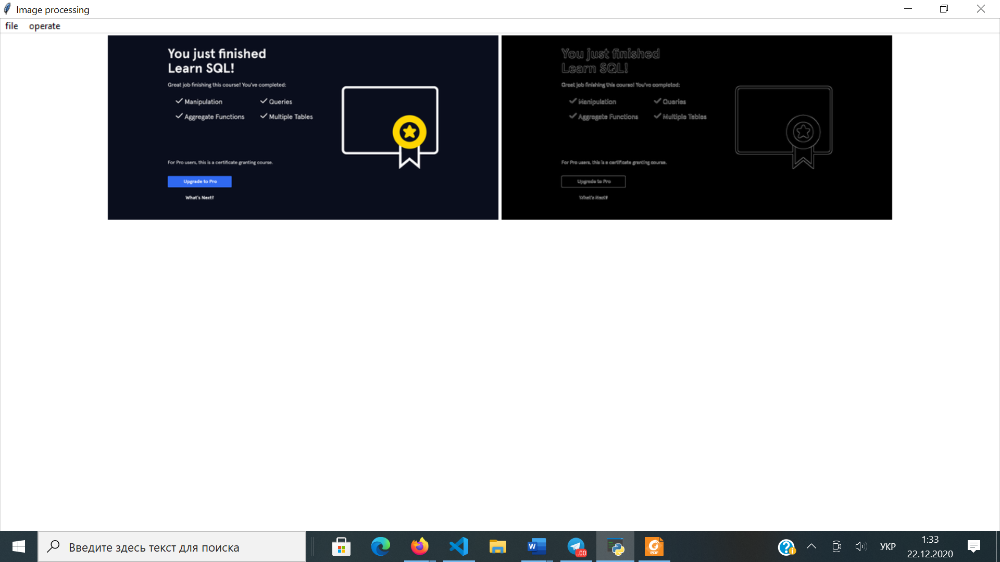 Image processing
file operate
You just finished
Learn SQL!
Great job finishing this course! You've completed:
Manipulation
Queries
Aggregate Functions
Multiple Tables
For Pro users, this is a certificate granting course.
Upgrade to Pro
What's Next?
You just finished
Learn SQL!
Great job finishing this course! You've completed:
Manipulation
Queries
Aggregate Functions
Multiple Tables
For Pro users, this is a certificate granting course.
Upgrade to Pro
What's Next?
Введите здесь текст для поиска
W
..00
PDF
УКР
1:33
22.12.2020